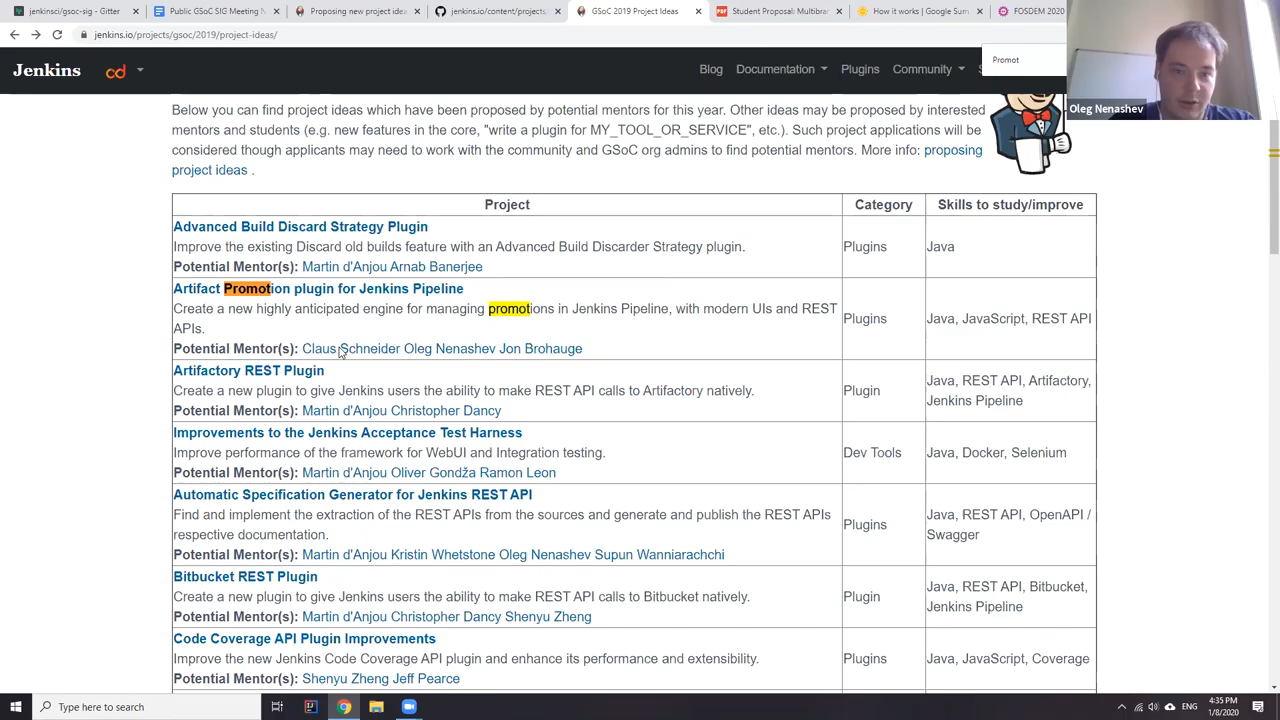 jenkinsci/gsoc-sig - Gitter
Public GSoC SIG Meeting N
Proposing new project idea
jenkins.io/content/projects
GSoC 2019 Project Ideas
Student Proposal: Multibran
How it works | Google Sum
FOSDEM 2020
jenkins.io/projects/gsoc/2019/project-ideas/
Promot
Jenkins
cd
Blog Documentation Plugins Community S
Oleg Nenashev
Below you can find project ideas which have been proposed by potential mentors for this year. Other ideas may be proposed by interested
mentors and students (e.g. new features in the core, "write a plugin for MY_TOOL_OR_SERVICE", etc.). Such project applications will be
considered though applicants may need to work with the community and GSoC org admins to find potential mentors. More info: proposing
project ideas .
Project Category Skills to study/improve
Advanced Build Discard Strategy Plugin
Improve the existing Discard old builds feature with an Advanced Build Discarder Strategy plugin.
Potential Mentor(s): Martin d'Anjou Arnab Banerjee
Plugins
Java
Artifact Promotion plugin for Jenkins Pipeline
Create a new highly anticipated engine for managing promotions in Jenkins Pipeline, with modern UIs and REST
APIs.
Potential Mentor(s): Claus Schneider Oleg Nenashev Jon Brohauge
Plugins
Java, JavaScript, REST API
Artifactory REST Plugin
Create a new plugin to give Jenkins users the ability to make REST API calls to Artifactory natively.
Potential Mentor(s): Martin d'Anjou Christopher Dancy
Plugin
Java, REST API, Artifactory,
Jenkins Pipeline
Improvements to the Jenkins Acceptance Test Harness
Improve performance of the framework for WebUI and Integration testing.
Potential Mentor(s): Martin d'Anjou Oliver Gondža Ramon Leon
Dev Tools
Java, Docker, Selenium
Automatic Specification Generator for Jenkins REST API
Find and implement the extraction of the REST APIs from the sources and generate and publish the REST APIs
respective documentation.
Potential Mentor(s): Martin d'Anjou Kristin Whetstone Oleg Nenashev Supun Wanniarachchi
Plugins
Java, REST API, OpenAPI /
Swagger
Bitbucket REST Plugin
Create a new plugin to give Jenkins users the ability to make REST API calls to Bitbucket natively.
Potential Mentor(s): Martin d'Anjou Christopher Dancy Shenyu Zheng
Plugin
Java, REST API, Bitbucket,
Jenkins Pipeline
Code Coverage API Plugin Improvements
Improve the new Jenkins Code Coverage API plugin and enhance its performance and extensibility.
Potential Mentor(s): Shenyu Zheng Jeff Pearce
Plugins
Java, JavaScript, Coverage
Type here to search
ENG
4:35 PM
1/8/2020